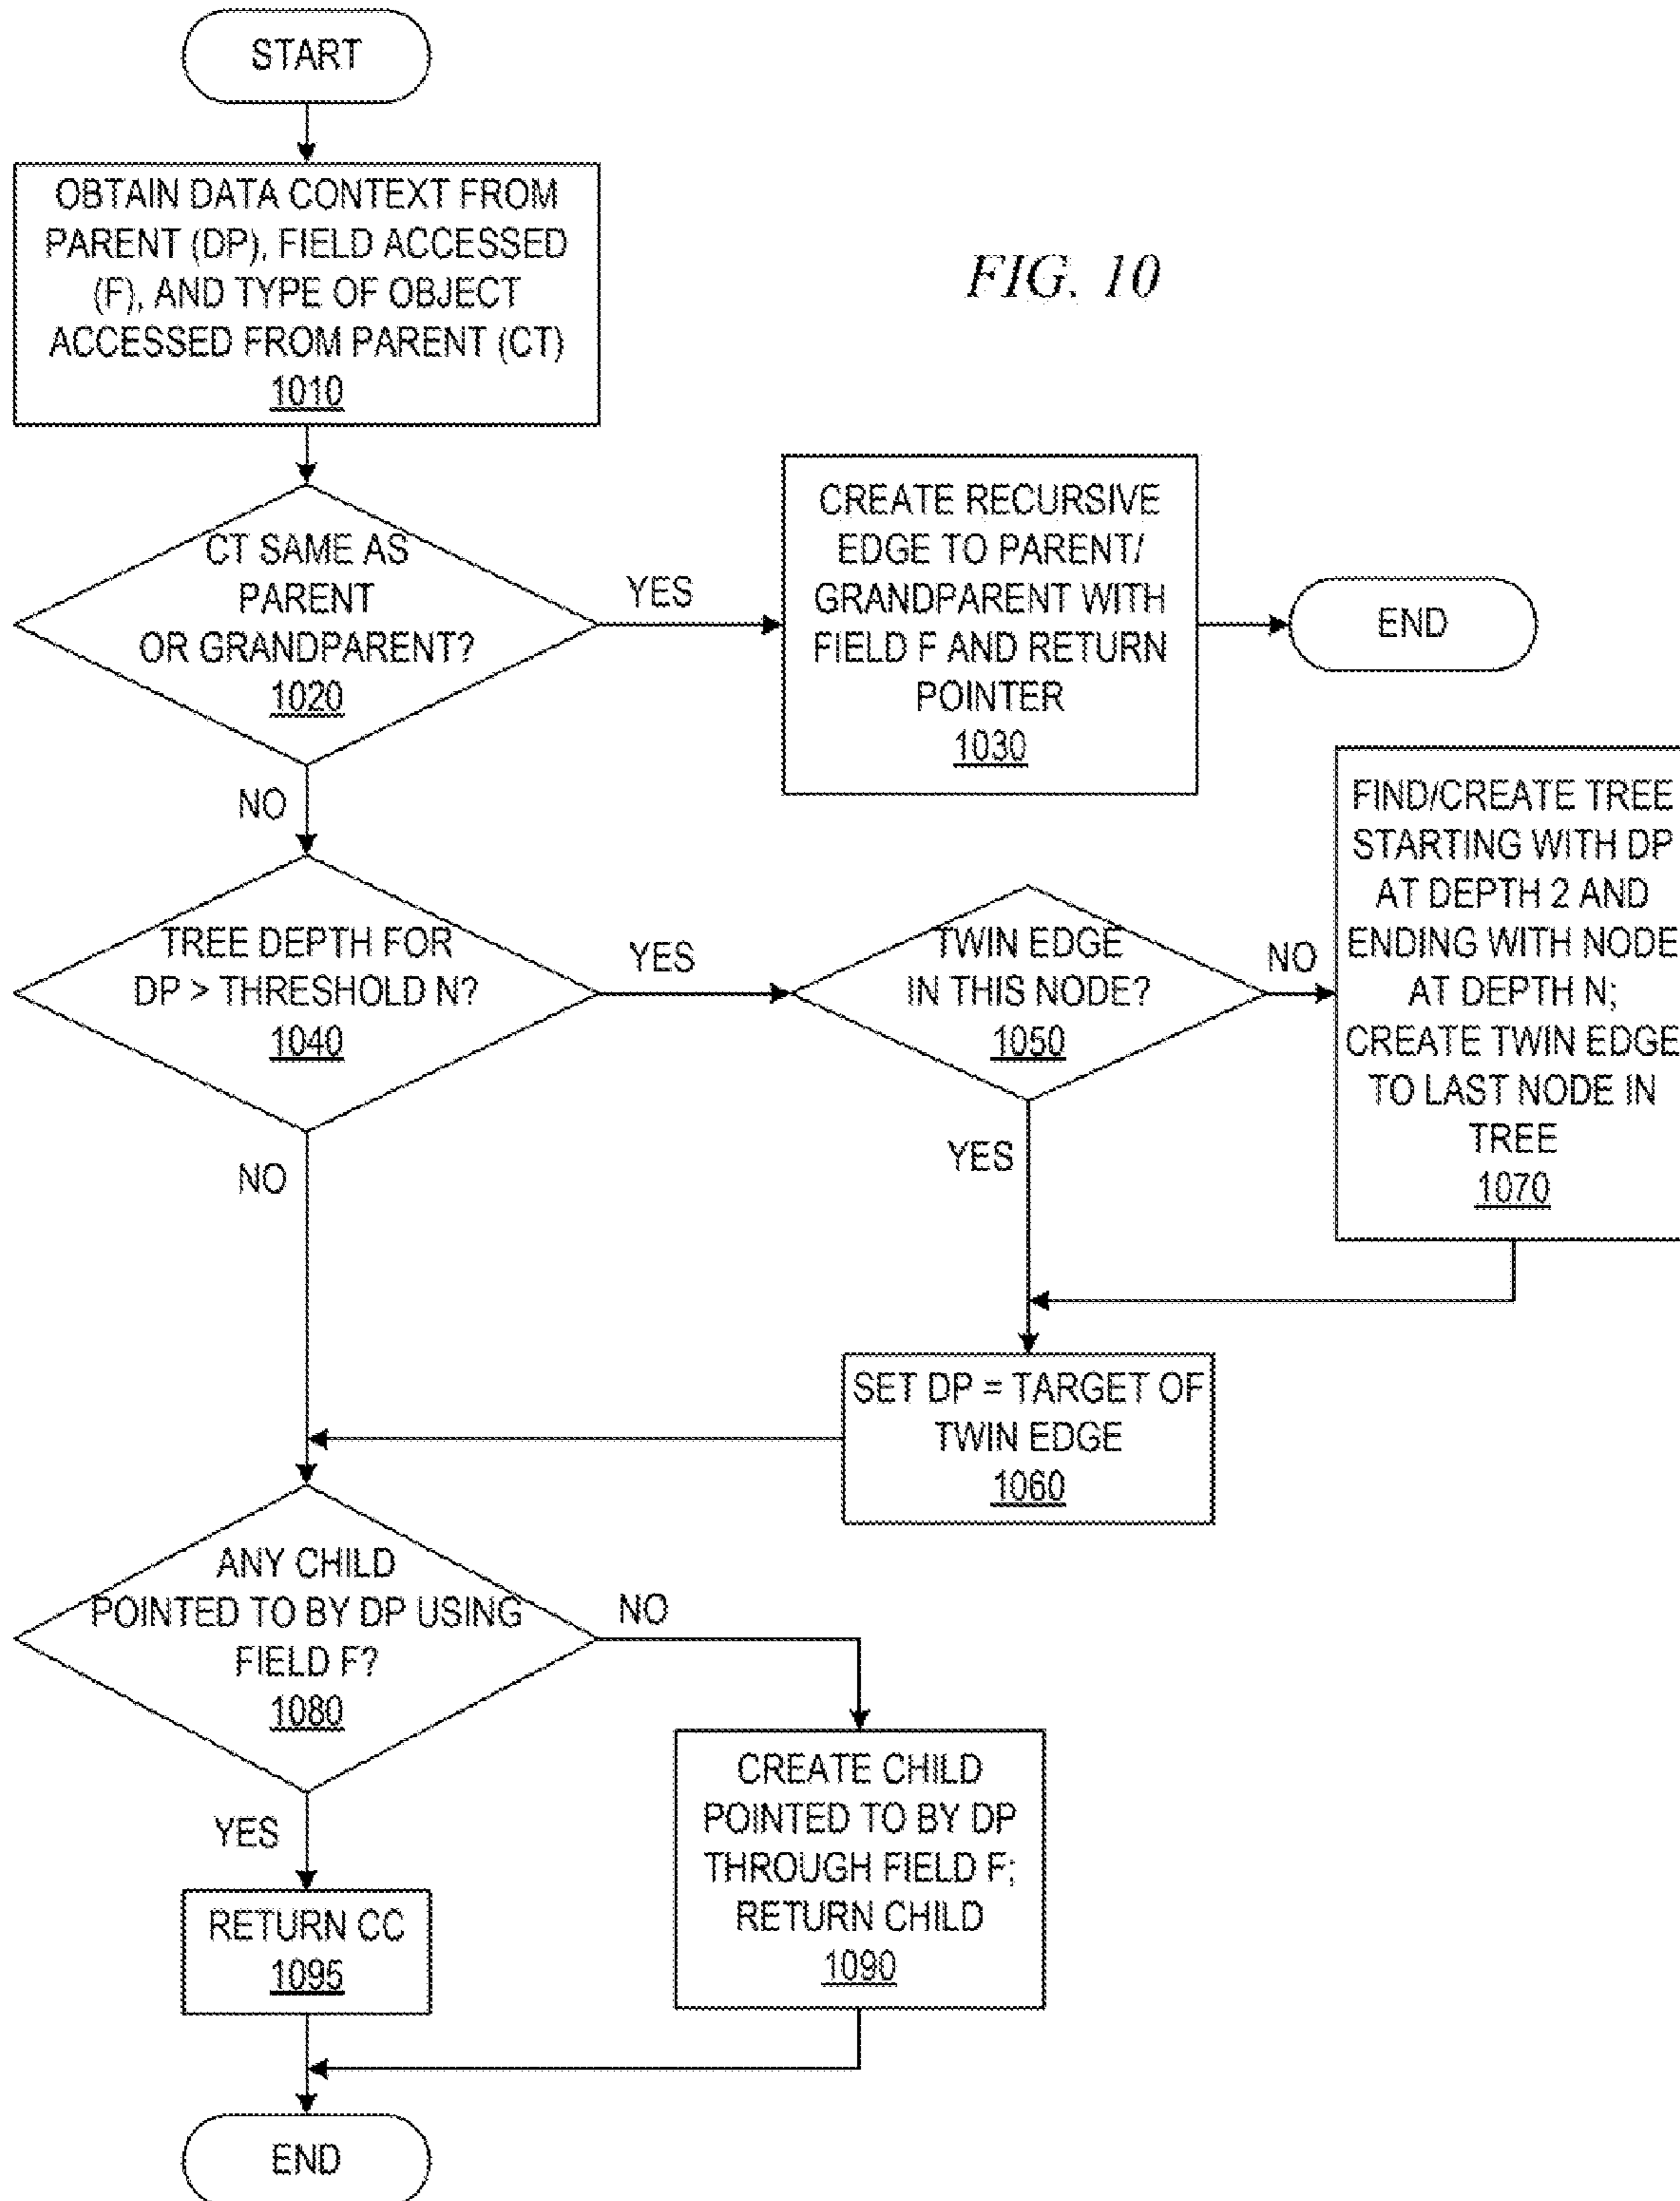 START
OBTAIN DATA CONTEXT FROM
PARENT (DP), FIELD ACCESSED
(F), AND TYPE OF OBJECT
ACCESSED FROM PARENT (CT)
1010
FIG. 10
CT SAME AS
PARENT
OR GRANDPARENT?
1020
YES
CREATE RECURSIVE
EDGE TO PARENT/
GRANDPARENT WITH
FIELD F AND RETURN
POINTER
1030
END
NO
TREE DEPTH FOR
DP > THRESHOLD N?
1040
YES
TWIN EDGE
IN THIS NODE?
1050
NO
FIND/CREATE TREE
STARTING WITH DP
AT DEPTH 2 AND
ENDING WITH NODE
AT DEPTH N;
CREATE TWIN EDGE
TO LAST NODE IN
TREE
1070
NO
YES
SET DP = TARGET OF
TWIN EDGE
1060
ANY CHILD
POINTED TO BY DP USING
FIELD F?
1080
NO
CREATE CHILD
POINTED TO BY DP
THROUGH FIELD F;
RETURN CHILD
1090
YES
RETURN CC
1095
END